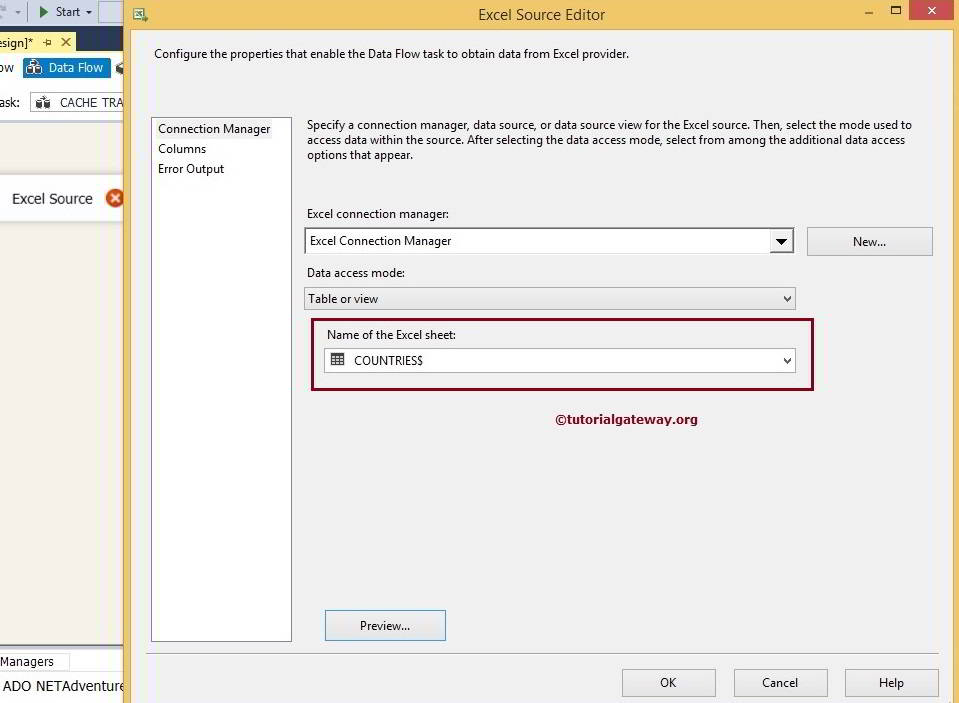 Start
Excel Source Editor
esign]*
Configure the properties that enable the Data Flow task to obtain data from Excel provider.
ow
Data Flow
ask:
CACHE TRA
Connection Manager
Columns
Error Output
Specify a connection manager, data source, or data source view for the Excel source. Then, select the mode used to
access data within the source. After selecting the data access mode, select from among the additional data access
options that appear.
Excel Source
Excel connection manager:
Excel Connection Manager
New...
Data access mode:
Table or view
Name of the Excel sheet:
COUNTRIES$
©tutorialgateway.org
Preview...
Managers
ADO NETAdventure
OK
Cancel
Help